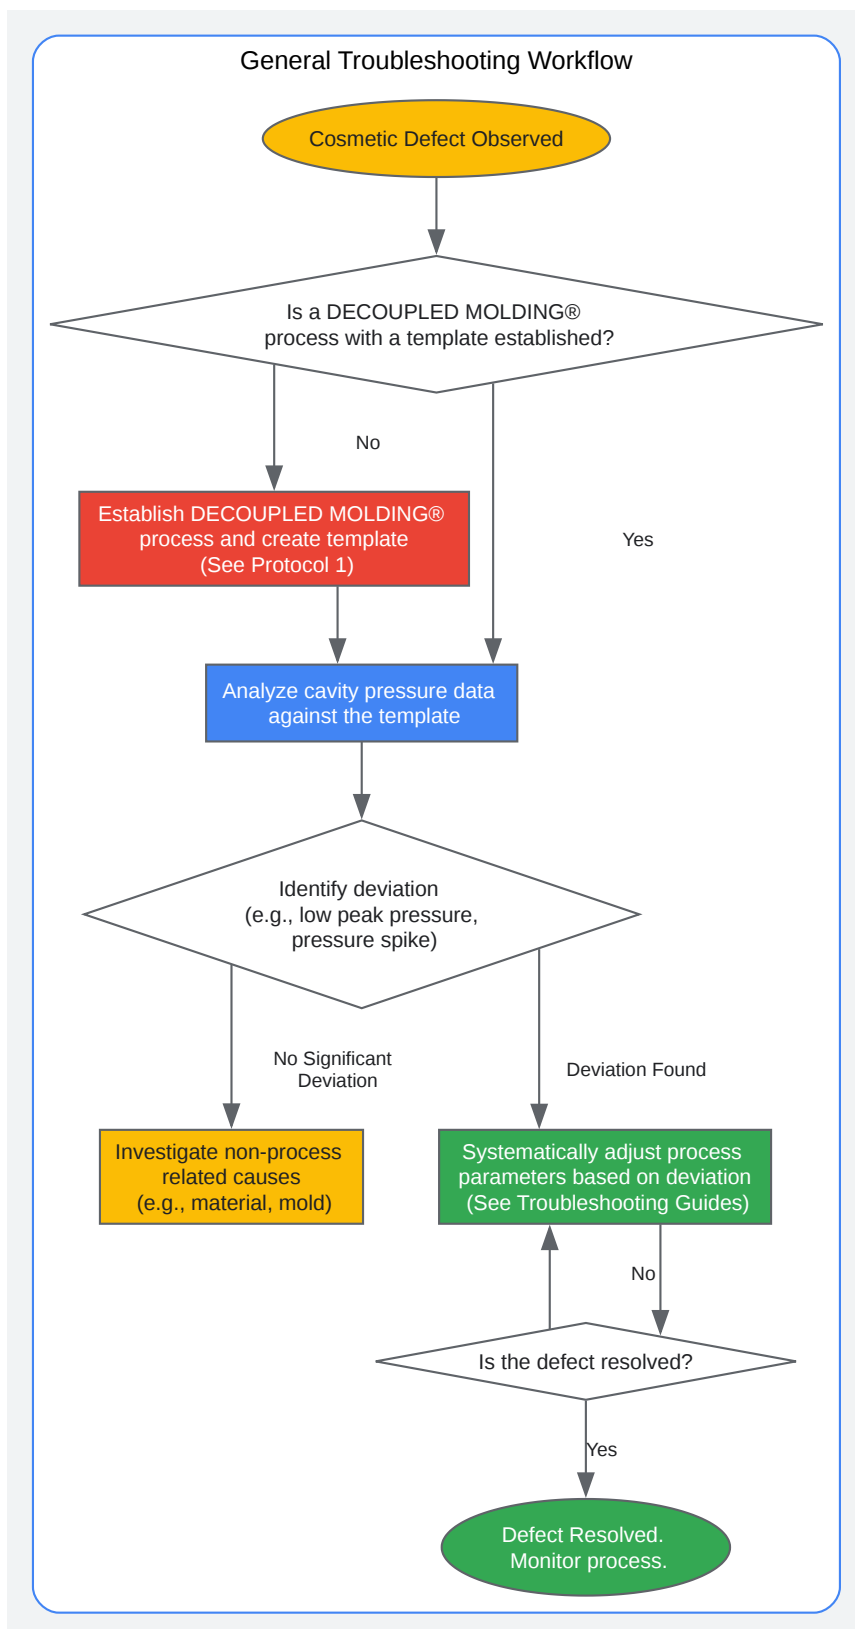 General Troubleshooting Workflow
Cosmetic Defect Observed
Is a DECOUPLED MOLDING®
process with a template established?
No
Yes
Establish DECOUPLED MOLDING®
process and create template
(See Protocol 1)
Analyze cavity pressure data
against the template
Identify deviation
(e.g., low peak pressure,
pressure spike)
No Significant
Deviation
Deviation Found
Investigate non-process
related causes
(e.g., material, mold)
Systematically adjust process
parameters based on deviation
(See Troubleshooting Guides)
No
Is the defect resolved?
Yes
Defect Resolved.
Monitor process.